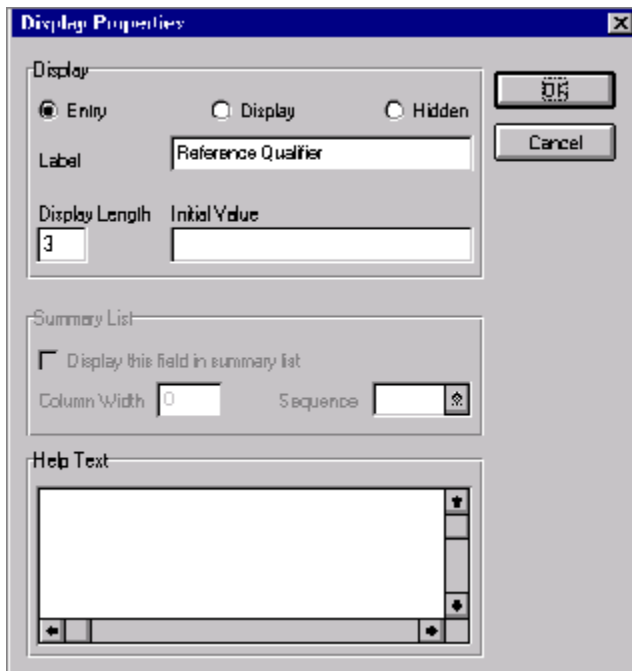 Display Properties
Display
Entry
Display
Hidden
OK
Cancel
Label
Reference Qualifier
Display Length
Initial Value
3
Summary List
Display this field in summary list
Column Width
0
Sequence
Help Text